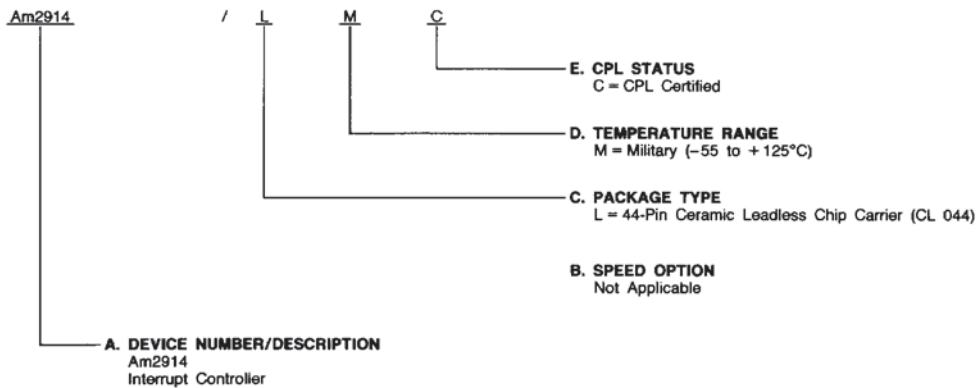 Am2914 / L M C
E. CPL STATUS
C = CPL Certified
D. TEMPERATURE RANGE
M = Military (−55 to +125°C)
C. PACKAGE TYPE
L = 44-Pin Ceramic Leadless Chip Carrier (CL 044)
B. SPEED OPTION
Not Applicable
A. DEVICE NUMBER/DESCRIPTION
Am2914
Interrupt Controller